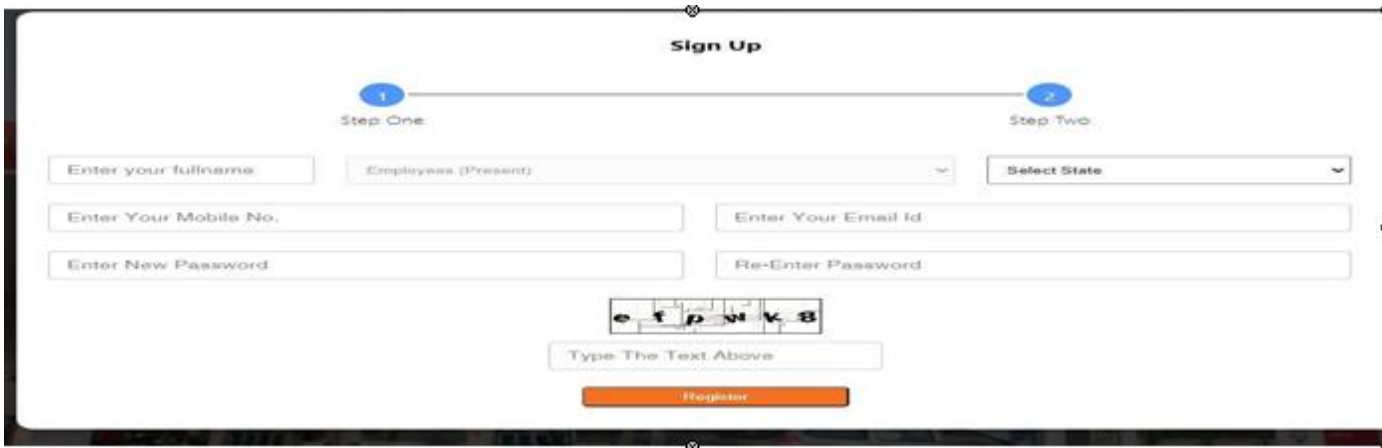 Sign Up
1 2
Step One Step Two
Enter your fullname Employees (Present) Select State
Enter Your Mobile No. Enter Your Email Id
Enter New Password Re-Enter Password
efpwk8
Type The Text Above
Register